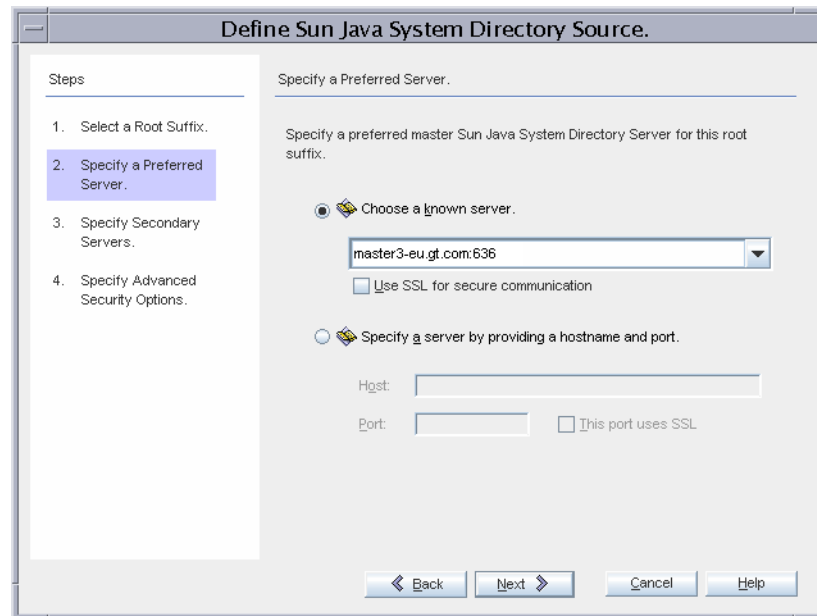 Define Sun Java System Directory Source.
Steps
1. Select a Root Suffix.
2. Specify a Preferred
Server.
3. Specify Secondary
Servers.
4. Specify Advanced
Security Options.
Specify a Preferred Server.
Specify a preferred master Sun Java System Directory Server for this root
suffix.
Choose a known server.
master3-eu.gt.com:636
Use SSL for secure communication
Specify a server by providing a hostname and port.
Host:
Port:
This port uses SSL
Back
Next
Cancel
Help